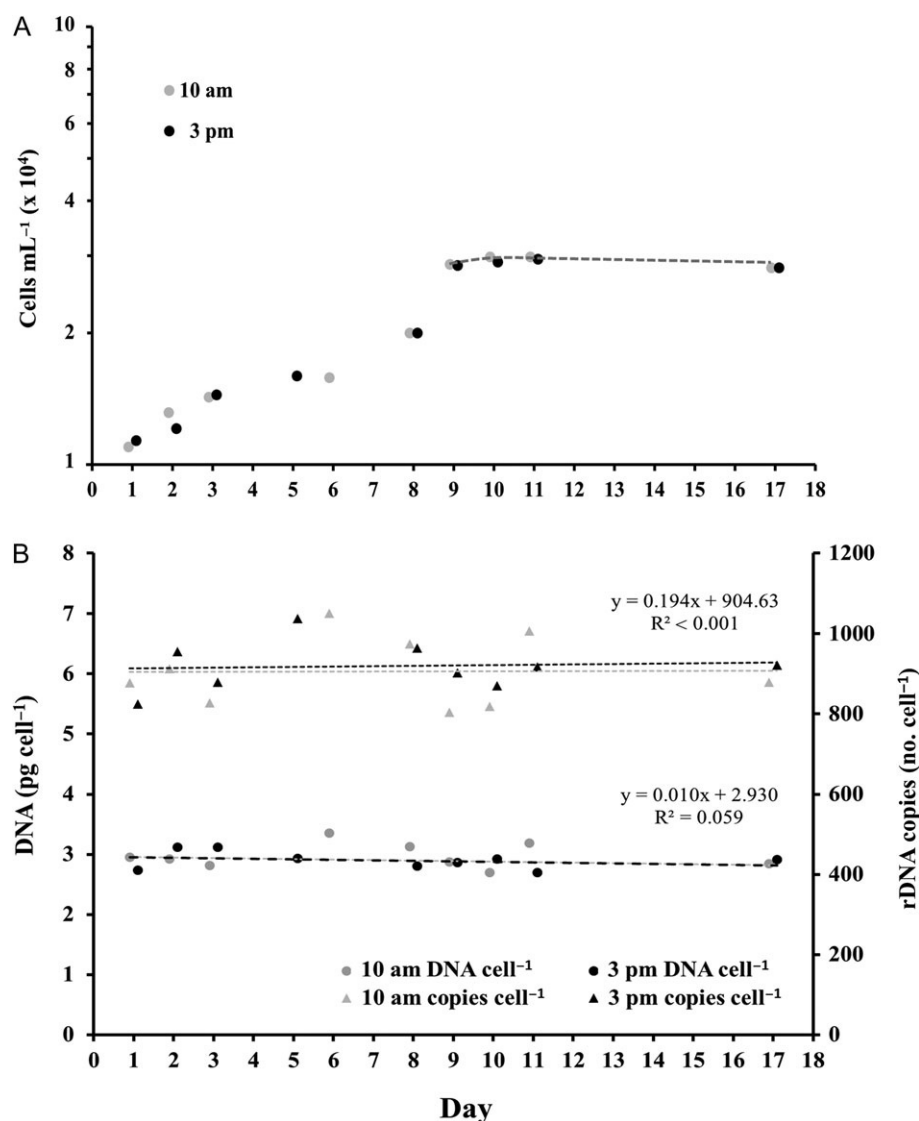 A
10
8
6
4
2
1
Cells mL⁻¹ (x 10⁴)
10 am
3 pm
0 1 2 3 4 5 6 7 8 9 10 11 12 13 14 15 16 17 18
B
8
7
6
5
4
3
2
1
0
DNA (pg cell⁻¹)
1200
1000
800
600
400
200
0
rDNA copies (no. cell⁻¹)
y = 0.194x + 904.63
R² < 0.001
y = 0.010x + 2.930
R² = 0.059
10 am DNA cell⁻¹ 3 pm DNA cell⁻¹
10 am copies cell⁻¹ 3 pm copies cell⁻¹
0 1 2 3 4 5 6 7 8 9 10 11 12 13 14 15 16 17 18
Day